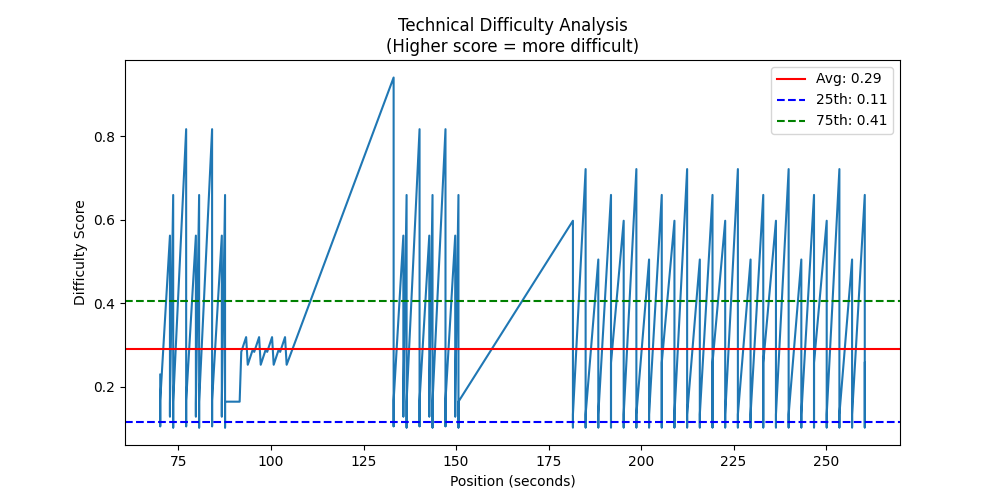 Technical Difficulty Analysis
(Higher score = more difficult)
Avg: 0.29
25th: 0.11
75th: 0.41
Difficulty Score
0.8
0.6
0.4
0.2
75
100
125
150
175
200
225
250
Position (seconds)